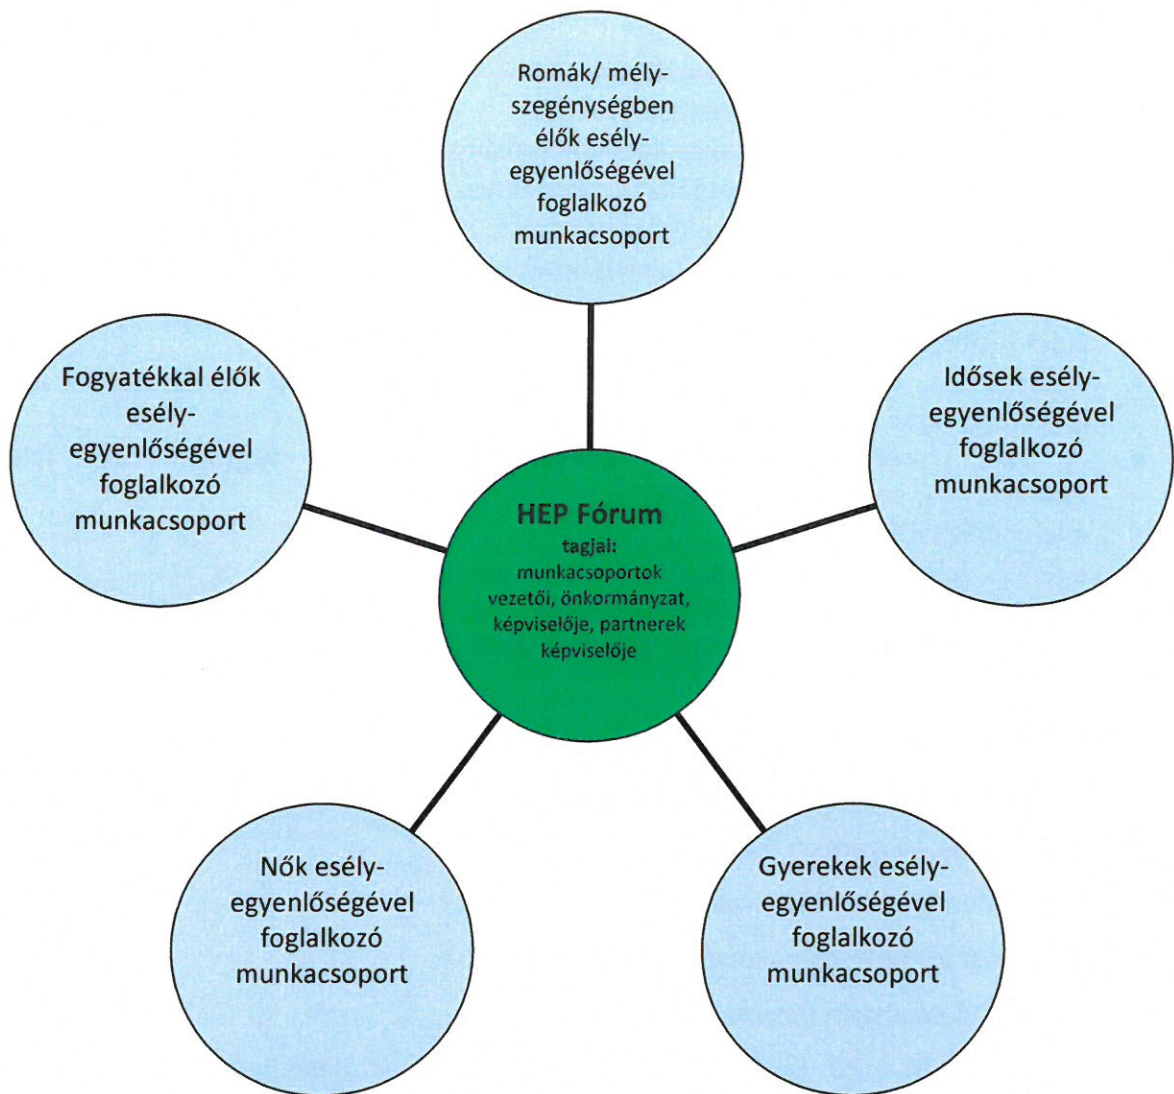 Romák/ mély-
szegénységben
élők esély-
egyenlőségével
foglalkozó
munkacsoport
Fogyatékkal élők
esély-
egyenlőségével
foglalkozó
munkacsoport
Idősek esély-
egyenlőségével
foglalkozó
munkacsoport
HEP Fórum
tagjai:
munkacsoportok
vezetői, önkormányzat,
képviselője, partnerek
képviselője
Nők esély-
egyenlőségével
foglalkozó
munkacsoport
Gyerekek esély-
egyenlőségével
foglalkozó
munkacsoport